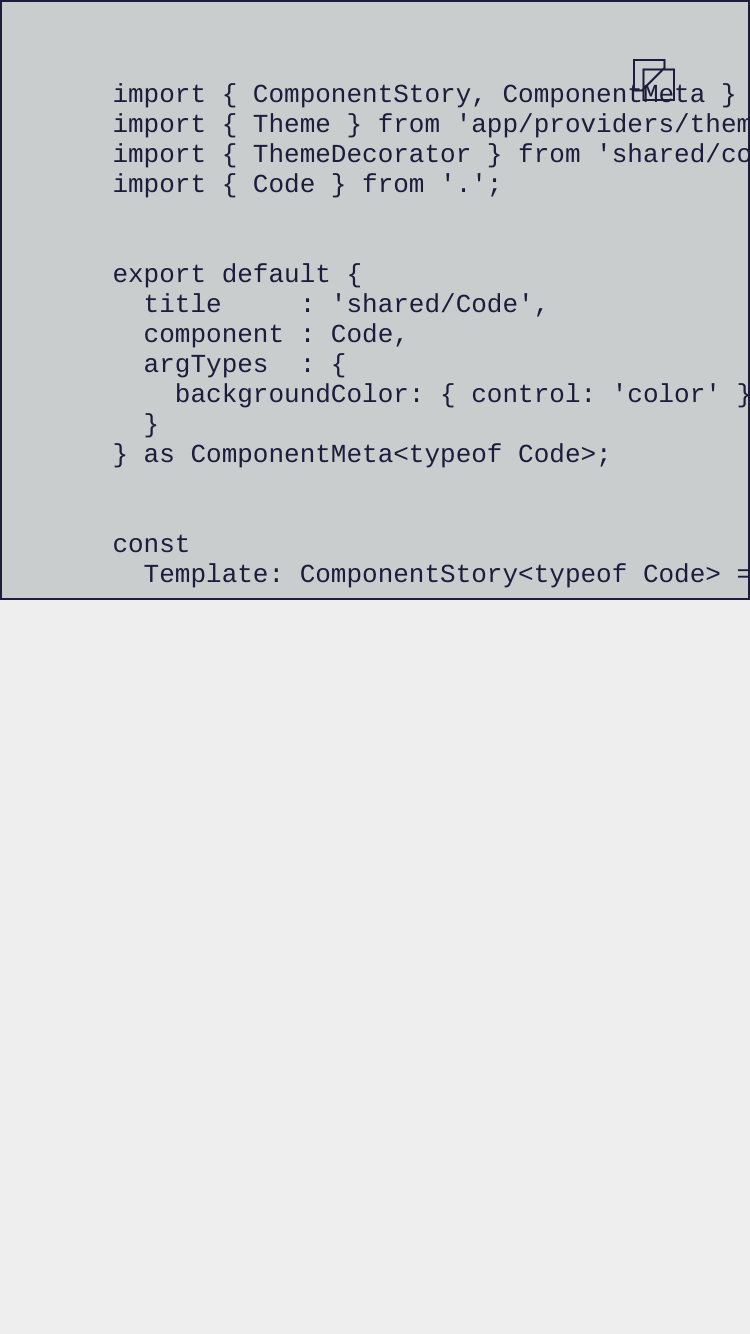 import { ComponentStory, ComponentMeta }
import { Theme } from 'app/providers/them
import { ThemeDecorator } from 'shared/co
import { Code } from '.';
export default {
  title     : 'shared/Code',
  component : Code,
  argTypes  : {
    backgroundColor: { control: 'color' }
  }
} as ComponentMeta<typeof Code>;
const
  Template: ComponentStory<typeof Code> =